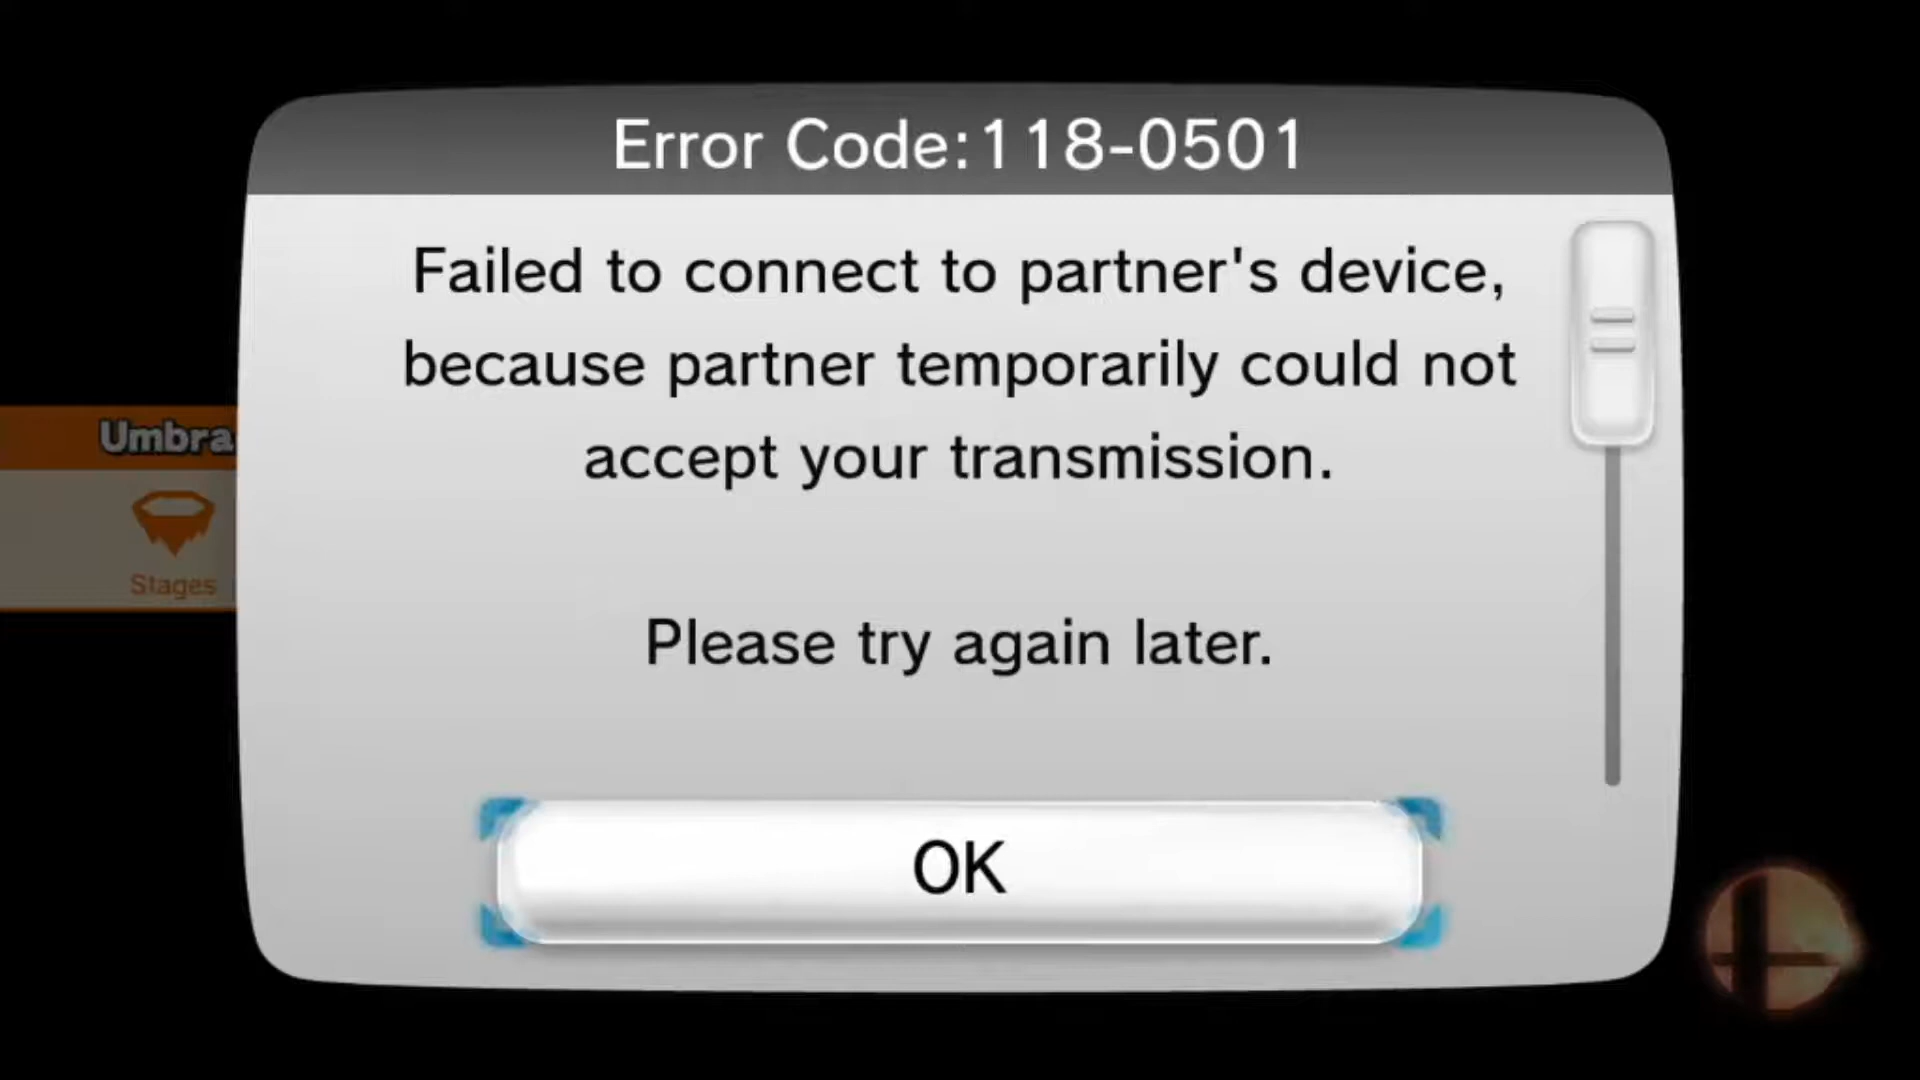 Error Code:118-0501
Failed to connect to partner's device,
because partner temporarily could not
accept your transmission.
Please try again later.
OK
Umbra
Stages